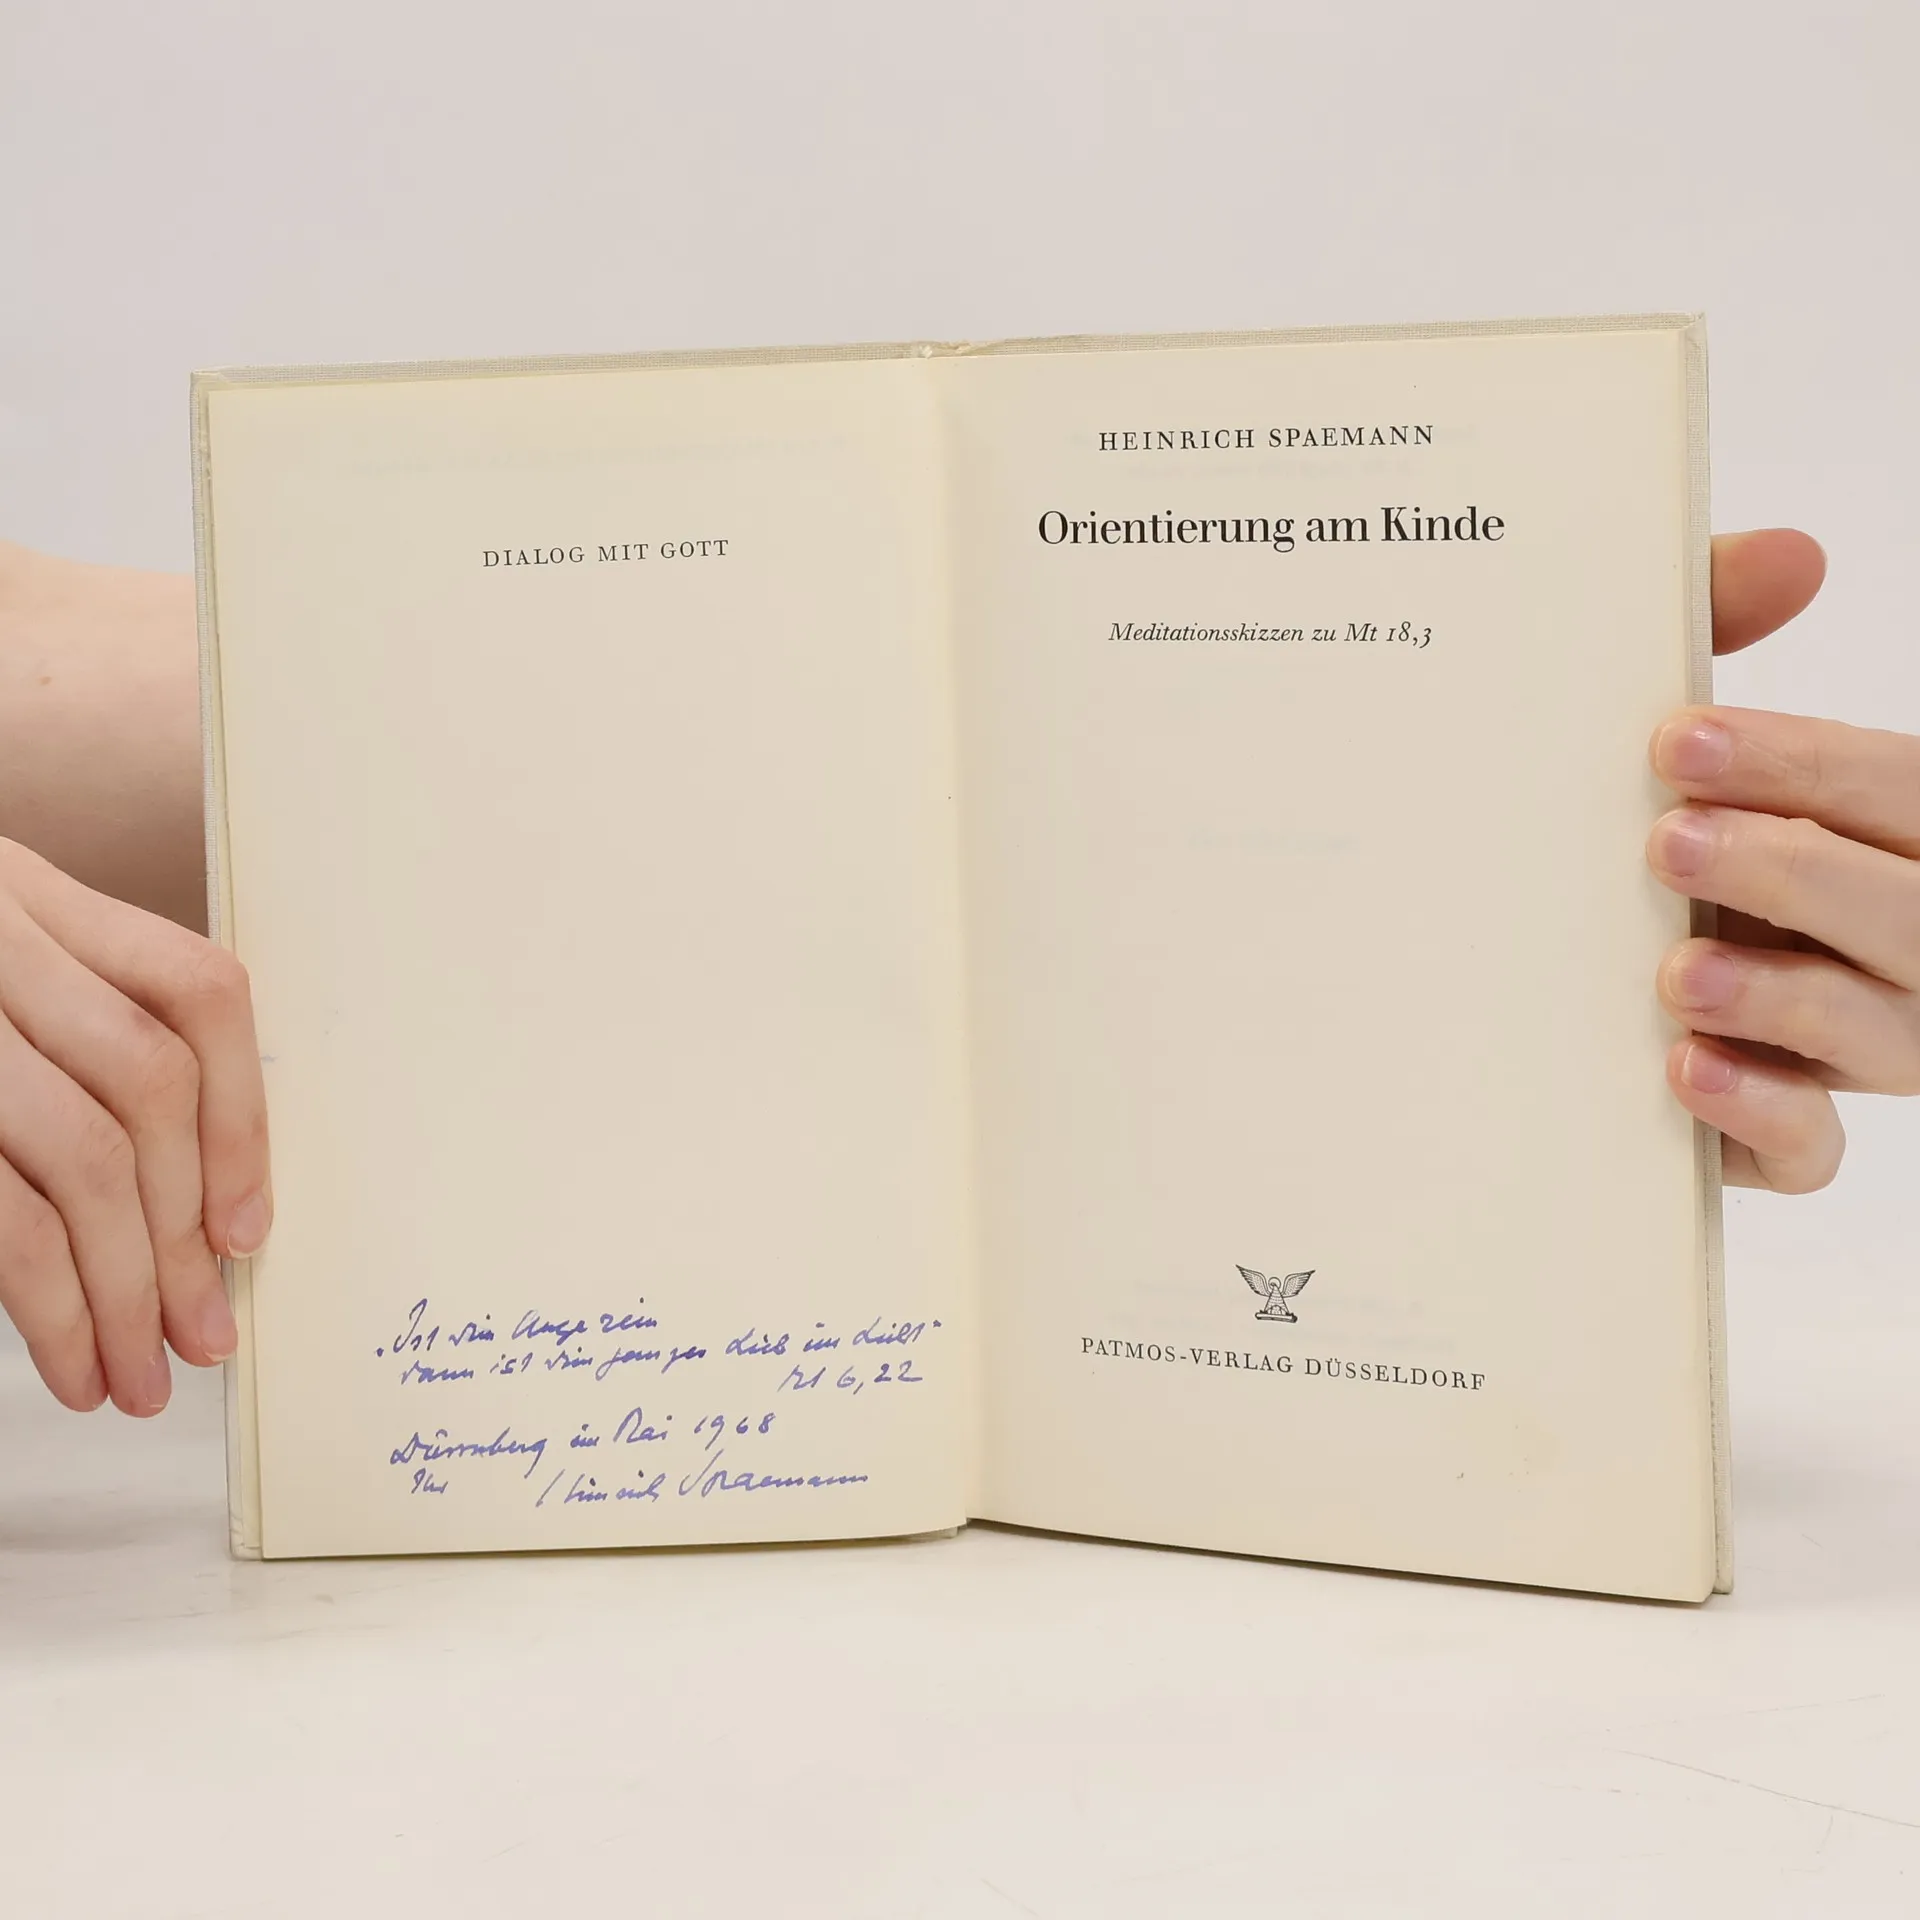 DIALOG MIT GOTT
„Ist dein Auge rein
dann ist dein ganzer Leib im Licht“
Mt 6,22
Dürrnberg im Mai 1968
Ihr Heinrich Spaemann
HEINRICH SPAEMANN
Orientierung am Kinde
Meditationsskizzen zu Mt 18,3
PATMOS-VERLAG DÜSSELDORF